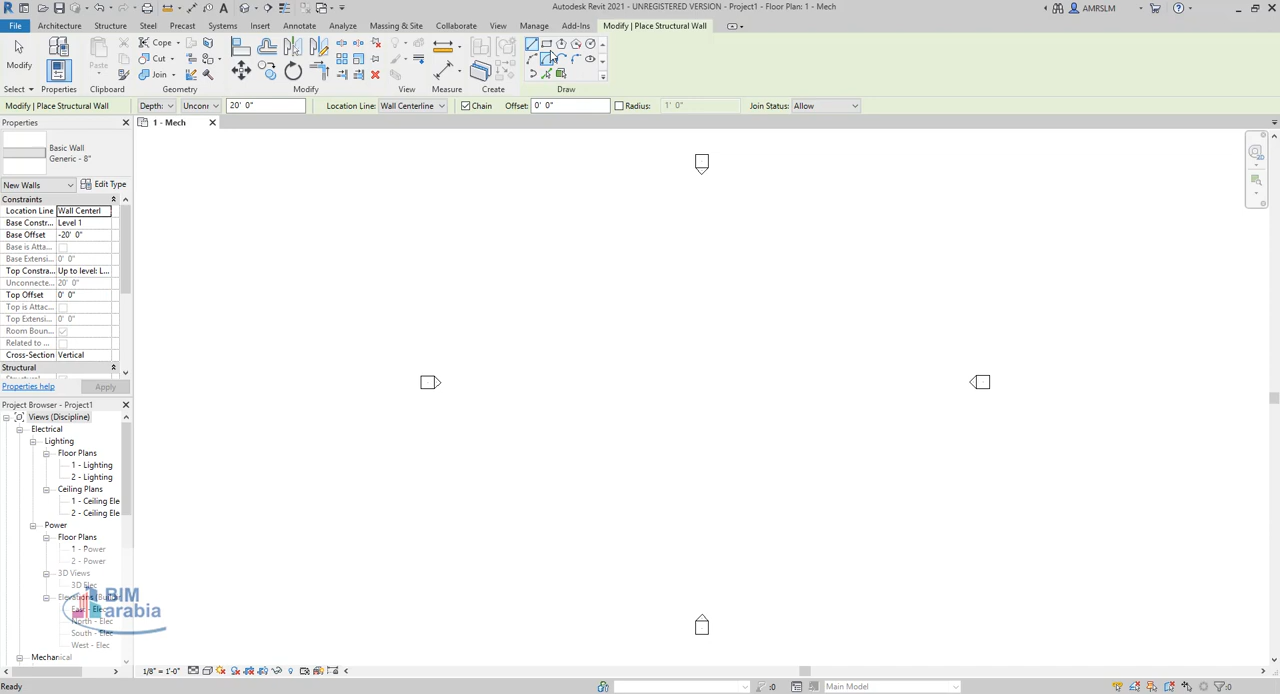 Autodesk Revit 2021 - UNREGISTERED VERSION - Project1 - Floor Plan: 1 - Mech
AMRSLM
File Architecture Structure Steel Precast Systems Insert Annotate Analyze Massing & Site Collaborate View Manage Add-Ins Modify | Place Structural Wall
Modify
Paste
Cope
Cut
Join
Select Properties Clipboard Geometry Modify View Measure Create Draw
Modify | Place Structural Wall Depth: Unconn 20' 0" Location Line: Wall Centerline Chain Offset: 0' 0" Radius: 1' 0" Join Status: Allow
Properties
1 - Mech
Basic Wall
Generic - 8"
New Walls Edit Type
Constraints
Location Line Wall Centerl
Base Constr... Level 1
Base Offset -20' 0"
Base is Atta...
Base Extensi... 0' 0"
Top Constra... Up to level: L...
Unconnecte... 20' 0"
Top Offset 0' 0"
Top is Attac...
Top Extensi... 0' 0"
Room Boun...
Related to ...
Cross-Section Vertical
Structural
Properties help Apply
Project Browser - Project1
Views (Discipline)
Electrical
Lighting
Floor Plans
1 - Lighting
2 - Lighting
Ceiling Plans
1 - Ceiling Ele
2 - Ceiling Ele
Power
Floor Plans
1 - Power
2 - Power
3D Views
3D Elec
Elevations (Build
East - Elec
North - Elec
South - Elec
West - Elec
Mechanical
BIM
arabia
1/8" = 1'-0"
Ready :0 Main Model :0